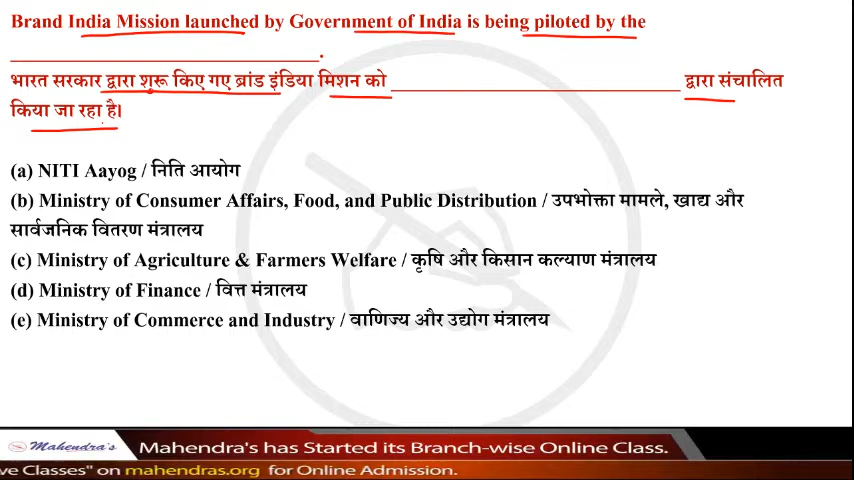 Brand India Mission launched by Government of India is being piloted by the
______________________________.
भारत सरकार द्वारा शुरू किए गए ब्रांड इंडिया मिशन को ____________________________ द्वारा संचालित
किया जा रहा है।
(a) NITI Aayog / निति आयोग
(b) Ministry of Consumer Affairs, Food, and Public Distribution / उपभोक्ता मामले, खाद्य और
सार्वजनिक वितरण मंत्रालय
(c) Ministry of Agriculture & Farmers Welfare / कृषि और किसान कल्याण मंत्रालय
(d) Ministry of Finance / वित्त मंत्रालय
(e) Ministry of Commerce and Industry / वाणिज्य और उद्योग मंत्रालय
Mahendra's Mahendra's has Started its Branch-wise Online Class.
ve Classes" on mahendras.org for Online Admission.